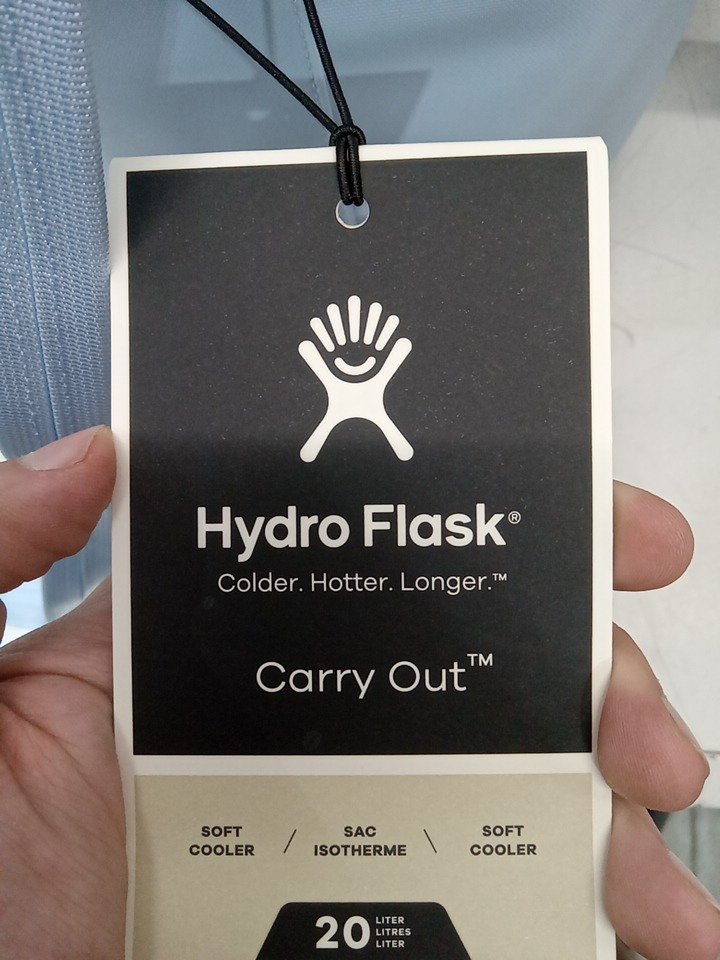 Hydro Flask®
Colder. Hotter. Longer.™
Carry Out™
SOFT COOLER / SAC ISOTHERME \ SOFT COOLER
20 LITER
LITRES
LITER